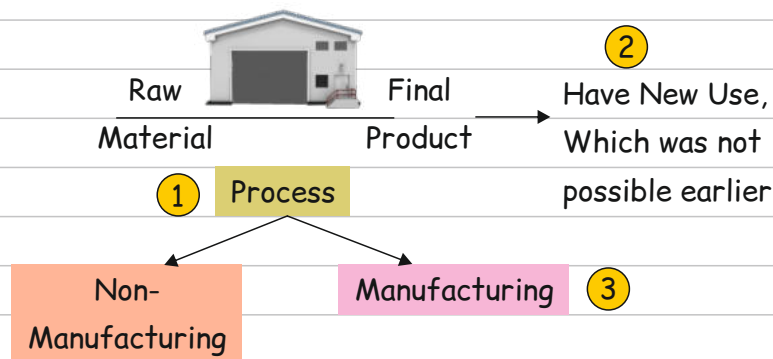 2
Raw
Final
Have New Use,
Material
Product
Which was not
possible earlier
1
Process
Non-
Manufacturing
Manufacturing
3